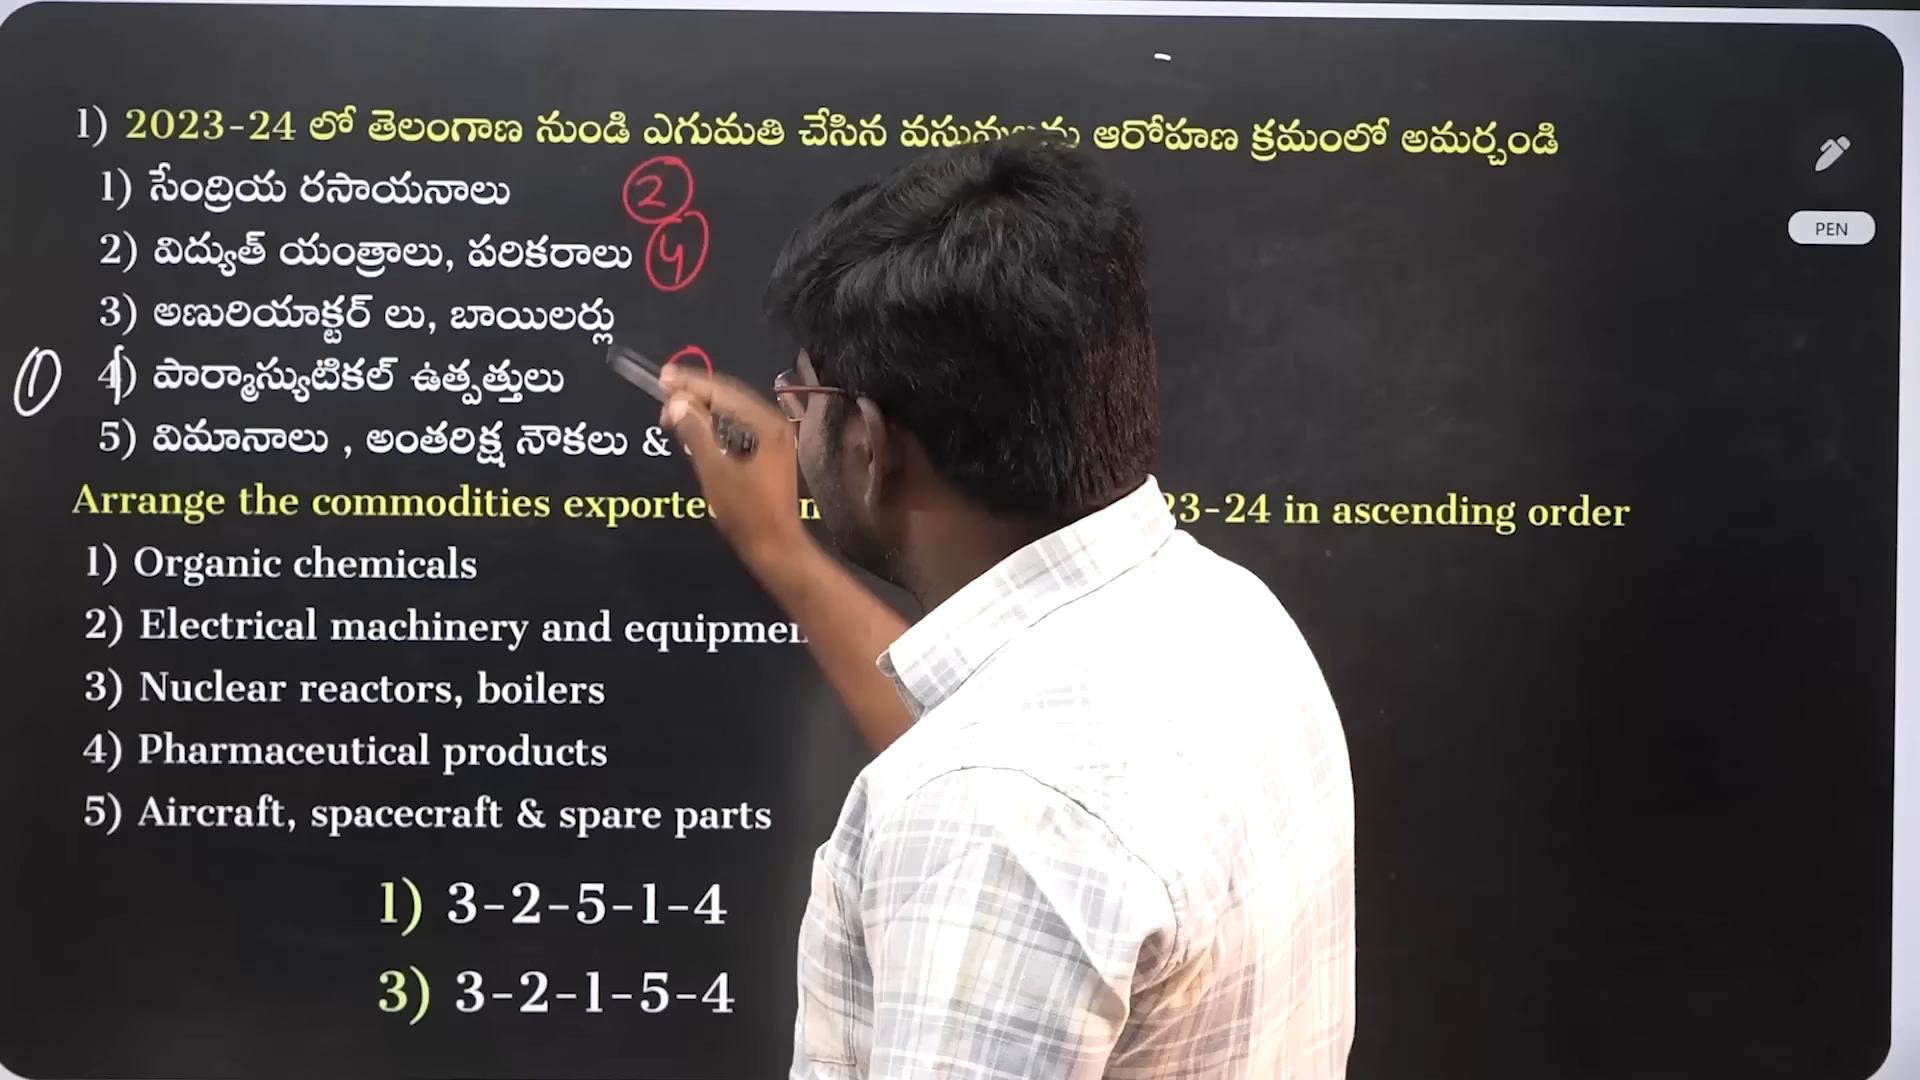 1) 2023-24 లో తెలంగాణ నుండి ఎగుమతి చేసిన ఆరోహణ క్రమంలో అమర్చండి
1) సేంద్రియ రసాయనాలు 2
2) విద్యుత్ యంత్రాలు, పరికరాలు 4
3) అణురియాక్టర్ లు, బాయిలర్లు
1 4) పార్మాస్యుటికల్ ఉత్పత్తులు
5) విమానాలు , అంతరిక్ష నౌకలు &
Arrange the commodities 23-24 in ascending order
1) Organic chemicals
2) Electrical machinery and
3) Nuclear reactors, boilers
4) Pharmaceutical products
5) Aircraft, spacecraft & spare parts
1) 3-2-5-1-4
3) 3-2-1-5-4
PEN